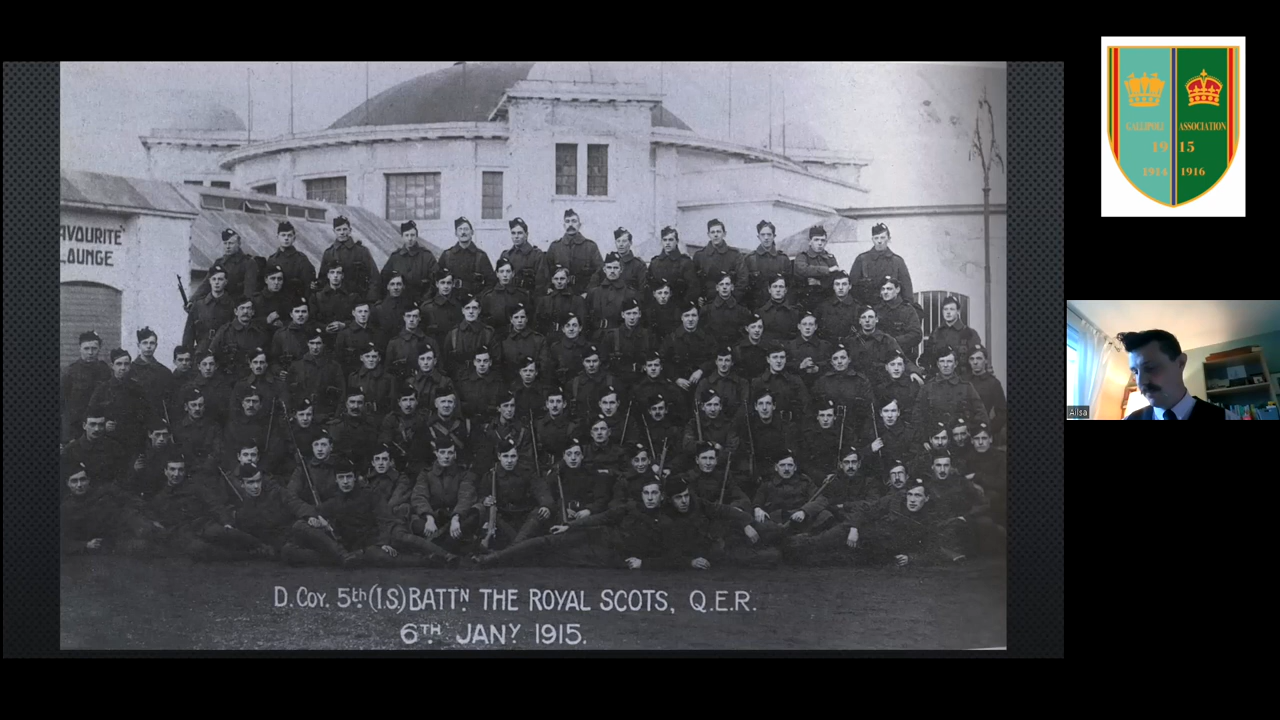 AVOURITE
LOUNGE
D. COY. 5th (I.S.) BATTN THE ROYAL SCOTS, Q.E.R.
6TH JANY 1915.
GALLIPOLI ASSOCIATION
19 15
1914 1916
Ailsa